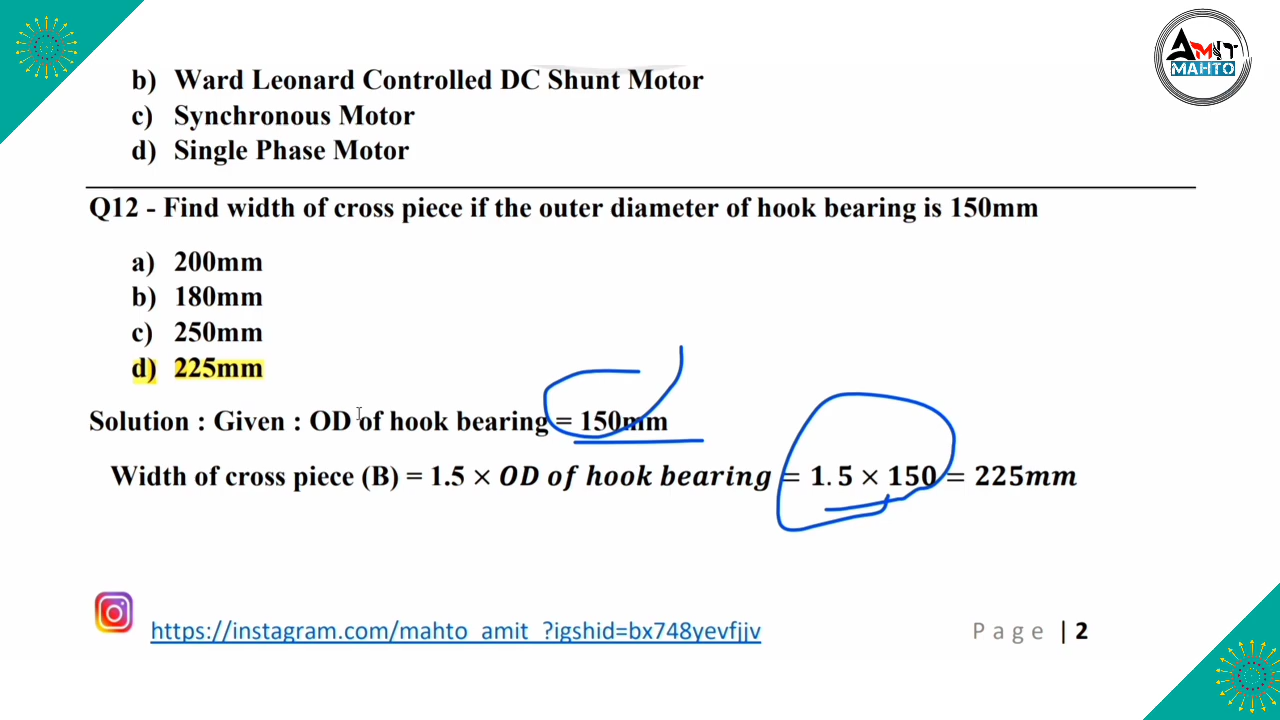 AMIT
MAHTO
b) Ward Leonard Controlled DC Shunt Motor
c) Synchronous Motor
d) Single Phase Motor
Q12 - Find width of cross piece if the outer diameter of hook bearing is 150mm
a) 200mm
b) 180mm
c) 250mm
d) 225mm
Solution : Given : OD of hook bearing = 150mm
Width of cross piece (B) = 1.5 × OD of hook bearing = 1.5 × 150 = 225mm
https://instagram.com/mahto_amit_?igshid=bx748yevfjjv
Page | 2